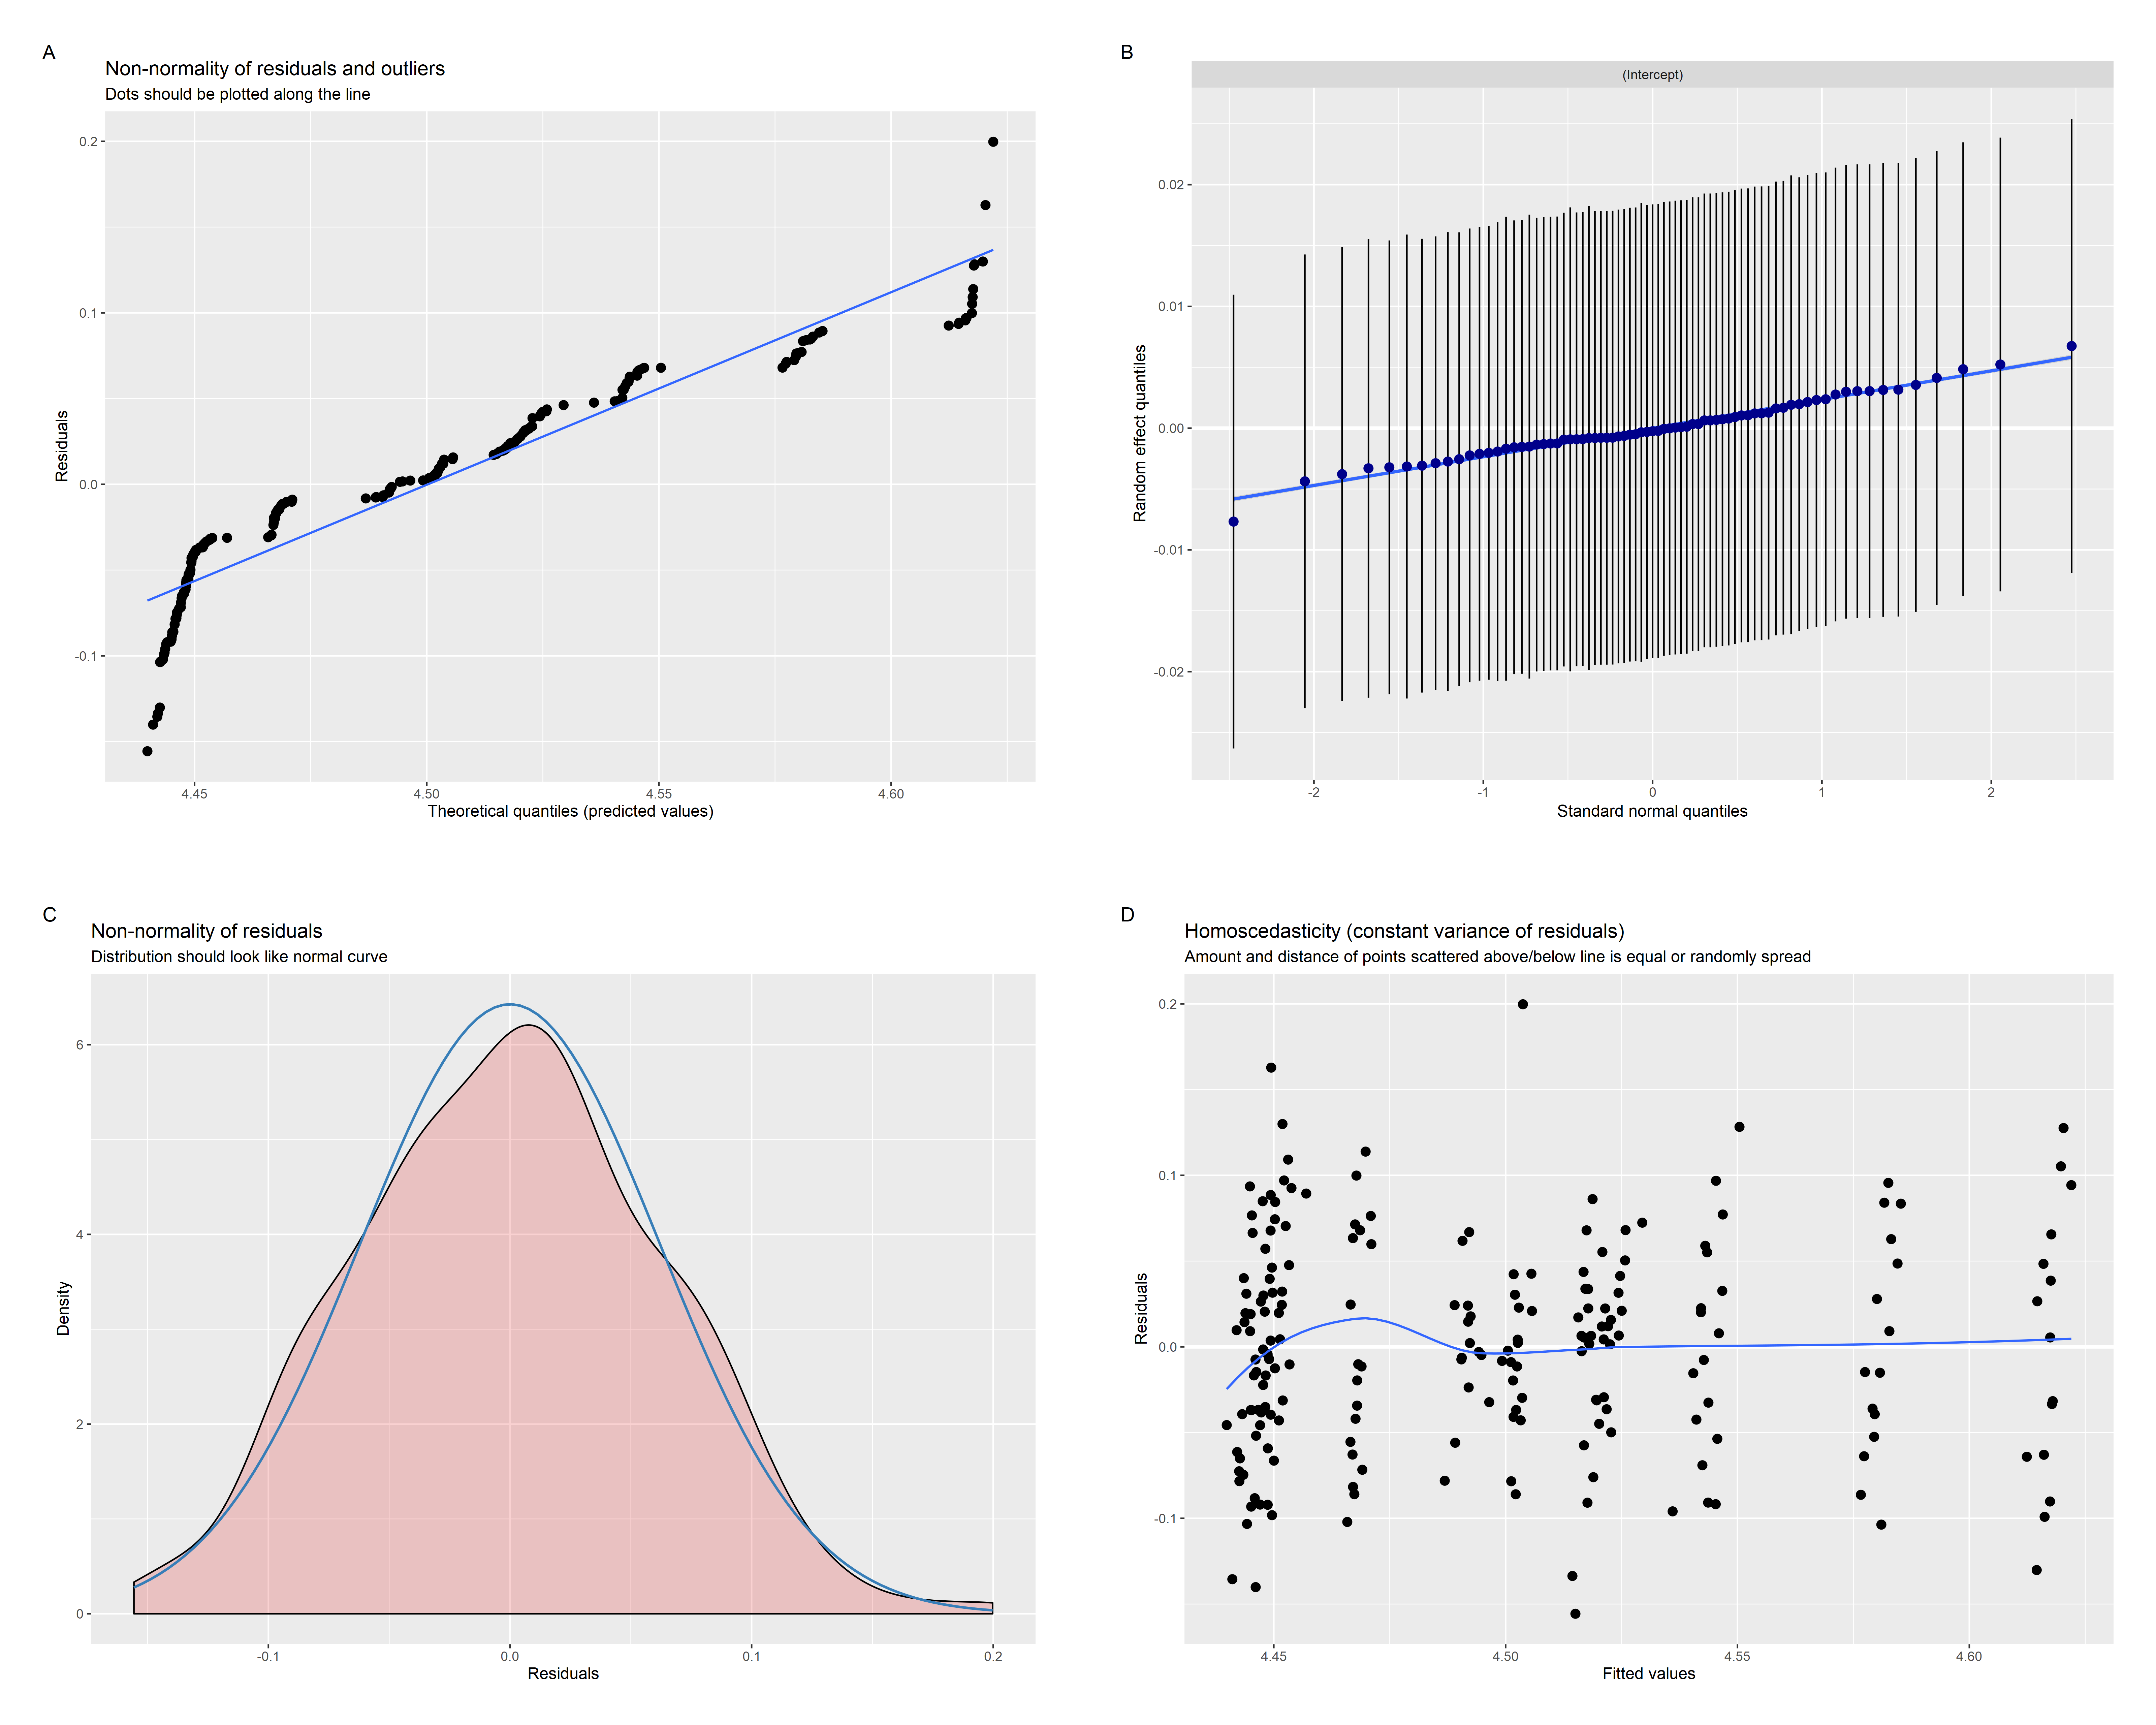 A
Non-normality of residuals and outliers
Dots should be plotted along the line
0.2
0.1
0.0
-0.1
Residuals
4.45 4.50 4.55 4.60
Theoretical quantiles (predicted values)
B
(Intercept)
0.02
0.01
0.00
-0.01
-0.02
Random effect quantiles
-2 -1 0 1 2
Standard normal quantiles
C
Non-normality of residuals
Distribution should look like normal curve
6
4
2
0
Density
-0.1 0.0 0.1 0.2
Residuals
D
Homoscedasticity (constant variance of residuals)
Amount and distance of points scattered above/below line is equal or randomly spread
0.2
0.1
0.0
-0.1
Residuals
4.45 4.50 4.55 4.60
Fitted values